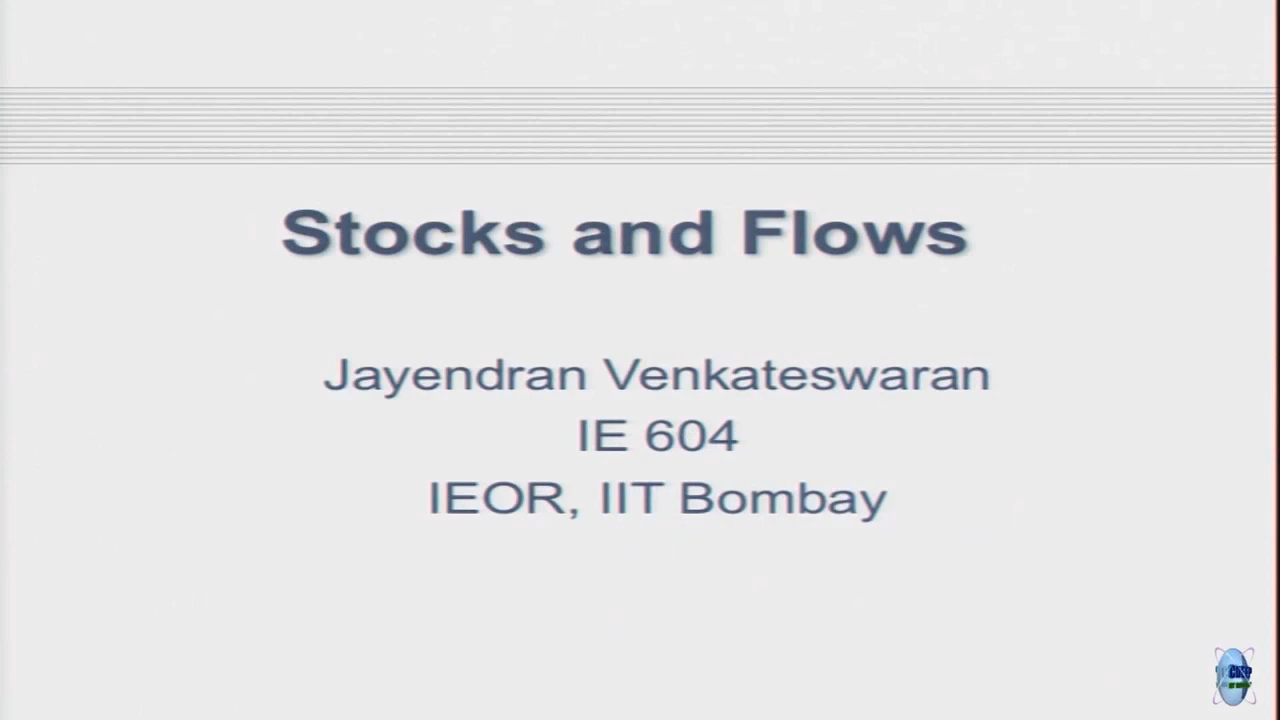 Stocks and Flows
Jayendran Venkateswaran
IE 604
IEOR, IIT Bombay